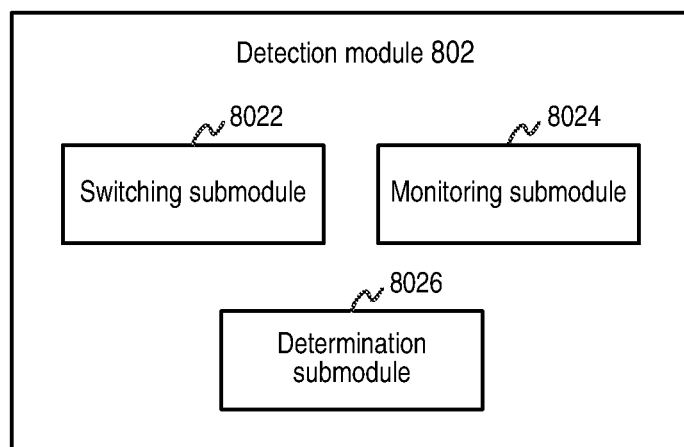 Detection module 802
8022
8024
Switching submodule
Monitoring submodule
8026
Determination
submodule